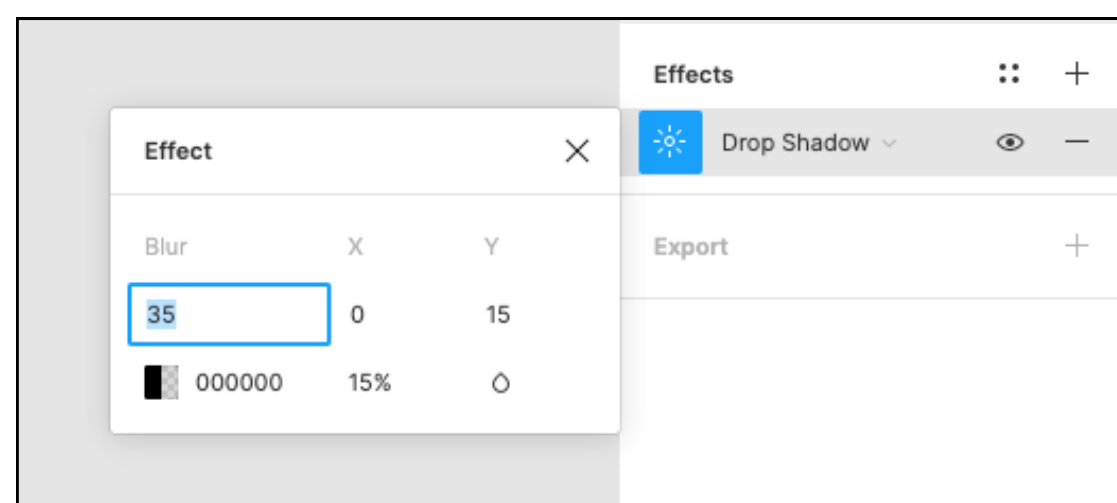 Effects
Drop Shadow
Export
Effect
Blur X Y
35 0 15
000000 15%